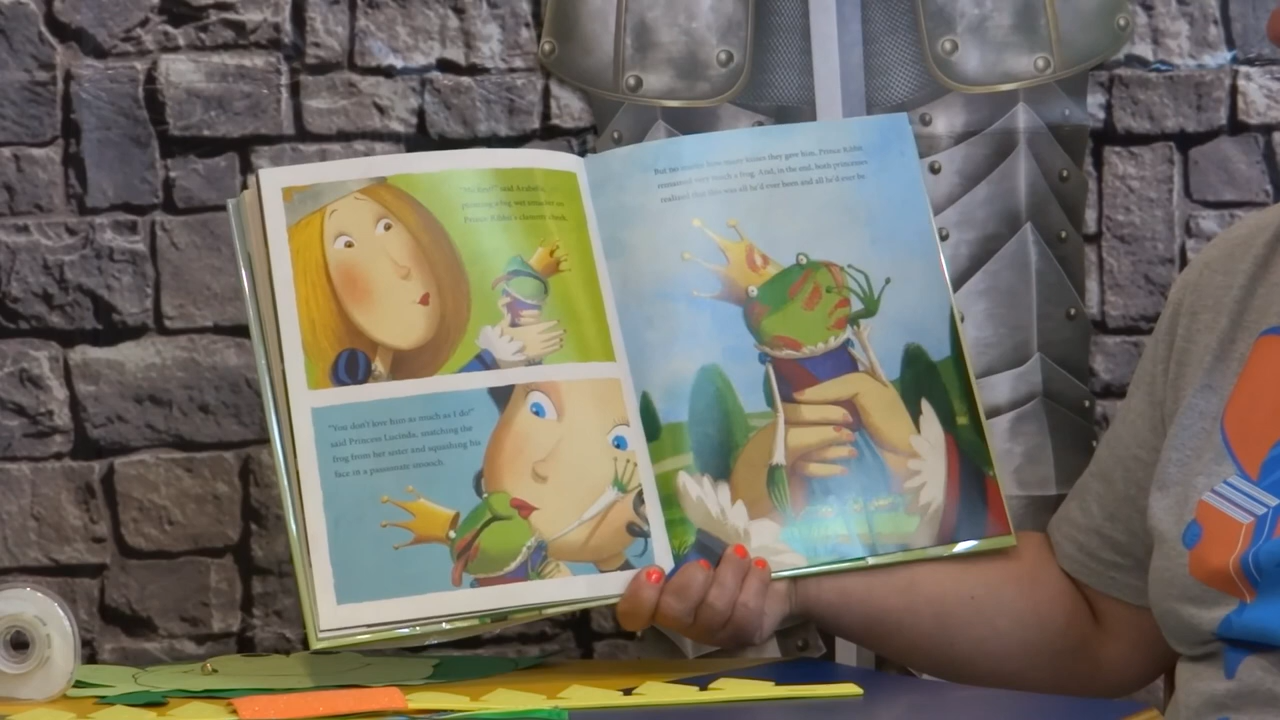 "Me first!" said Arabella,
planting a big wet smacker on
Prince Ribbit's clammy cheek.
"You don't love him so much as I do!"
said Princess Lucinda, snatching the
frog from her sister and squashing his
face in a passionate smooch.
But no matter how many kisses they gave him, Prince Ribbit
remained very much a frog. And, in the end, both princesses
realized that this was all he'd ever been and all he'd ever be.